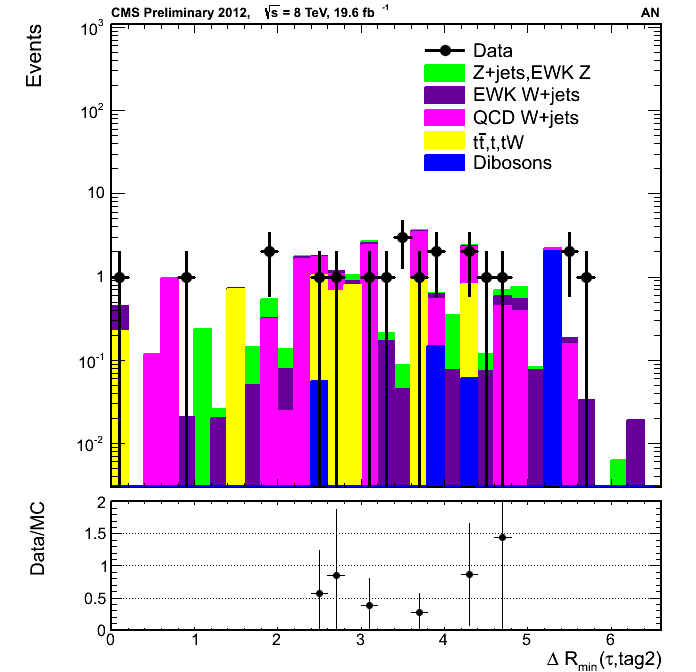 CMS Preliminary 2012, √s = 8 TeV, 19.6 fb⁻¹ AN
Events
10³
10²
10
1
10⁻¹
10⁻²
Data
Z+jets,EWK Z
EWK W+jets
QCD W+jets
tt̄,t,tW
Dibosons
Data/MC
2
1.5
1
0.5
0
0 1 2 3 4 5 6
Δ R_min(τ,tag2)